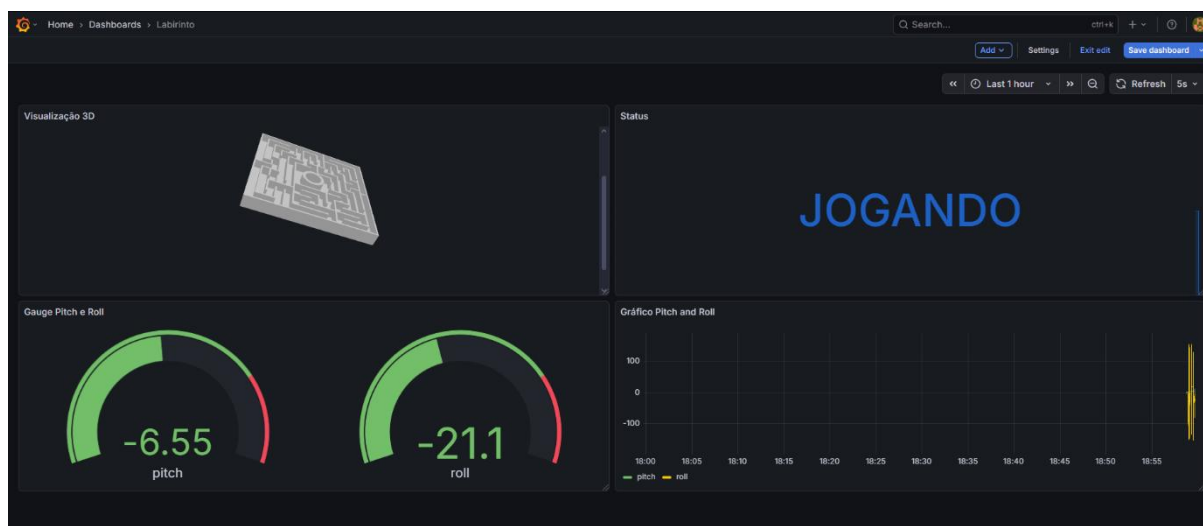 Home › Dashboards › Labirinto
Search... ctrl+k
Add Settings Exit edit Save dashboard
Last 1 hour Refresh 5s
Visualização 3D
Status
JOGANDO
Gauge Pitch e Roll
-6.55
pitch
-21.1
roll
Gráfico Pitch and Roll
100
0
-100
18:00 18:05 18:10 18:15 18:20 18:25 18:30 18:35 18:40 18:45 18:50 18:55
pitch roll